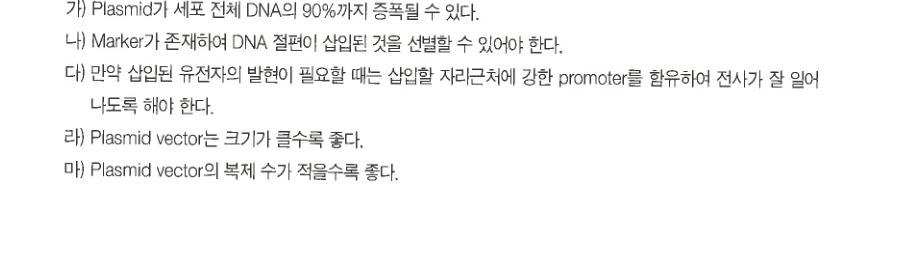 가) Plasmid가 세포 전체 DNA의 90%까지 증폭될 수 있다.
나) Marker가 존재하여 DNA 절편이 삽입된 것을 선별할 수 있어야 한다.
다) 만약 삽입된 유전자의 발현이 필요할 때는 삽입할 자리근처에 강한 promoter를 함유하여 전사가 잘 일어
나도록 해야 한다.
라) Plasmid vector는 크기가 클수록 좋다.
마) Plasmid vector의 복제 수가 적을수록 좋다.